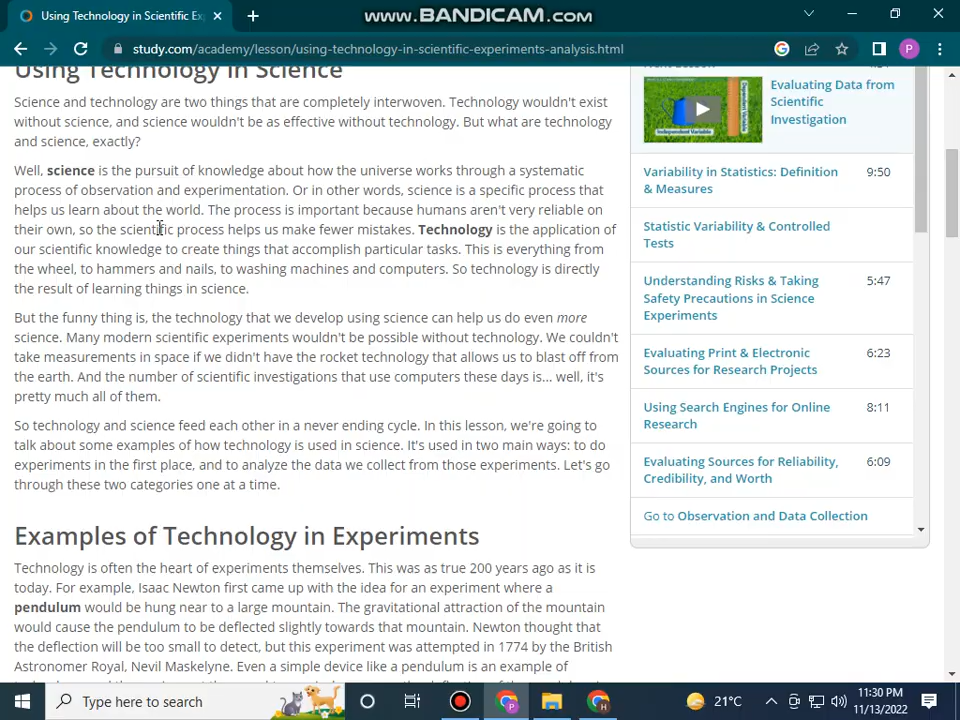 Using Technology in Scientific Ex
www.BANDICAM.com
study.com/academy/lesson/using-technology-in-scientific-experiments-analysis.html
P
Using Technology in Science
Science and technology are two things that are completely interwoven. Technology wouldn't exist
without science, and science wouldn't be as effective without technology. But what are technology
and science, exactly?
Well, science is the pursuit of knowledge about how the universe works through a systematic
process of observation and experimentation. Or in other words, science is a specific process that
helps us learn about the world. The process is important because humans aren't very reliable on
their own, so the scientific process helps us make fewer mistakes. Technology is the application of
our scientific knowledge to create things that accomplish particular tasks. This is everything from
the wheel, to hammers and nails, to washing machines and computers. So technology is directly
the result of learning things in science.
But the funny thing is, the technology that we develop using science can help us do even more
science. Many modern scientific experiments wouldn't be possible without technology. We couldn't
take measurements in space if we didn't have the rocket technology that allows us to blast off from
the earth. And the number of scientific investigations that use computers these days is... well, it's
pretty much all of them.
So technology and science feed each other in a never ending cycle. In this lesson, we're going to
talk about some examples of how technology is used in science. It's used in two main ways: to do
experiments in the first place, and to analyze the data we collect from those experiments. Let's go
through these two categories one at a time.
Examples of Technology in Experiments
Technology is often the heart of experiments themselves. This was as true 200 years ago as it is
today. For example, Isaac Newton first came up with the idea for an experiment where a
pendulum would be hung near to a large mountain. The gravitational attraction of the mountain
would cause the pendulum to be deflected slightly towards that mountain. Newton thought that
the deflection will be too small to detect, but this experiment was attempted in 1774 by the British
Astronomer Royal, Nevil Maskelyne. Even a simple device like a pendulum is an example of
Evaluating Data from
Scientific
Investigation
Independent Variable
Dependent Variable
Variability in Statistics: Definition
& Measures
9:50
Statistic Variability & Controlled
Tests
Understanding Risks & Taking
Safety Precautions in Science
Experiments
5:47
Evaluating Print & Electronic
Sources for Research Projects
6:23
Using Search Engines for Online
Research
8:11
Evaluating Sources for Reliability,
Credibility, and Worth
6:09
Go to Observation and Data Collection
Type here to search
21°C
11:30 PM
11/13/2022